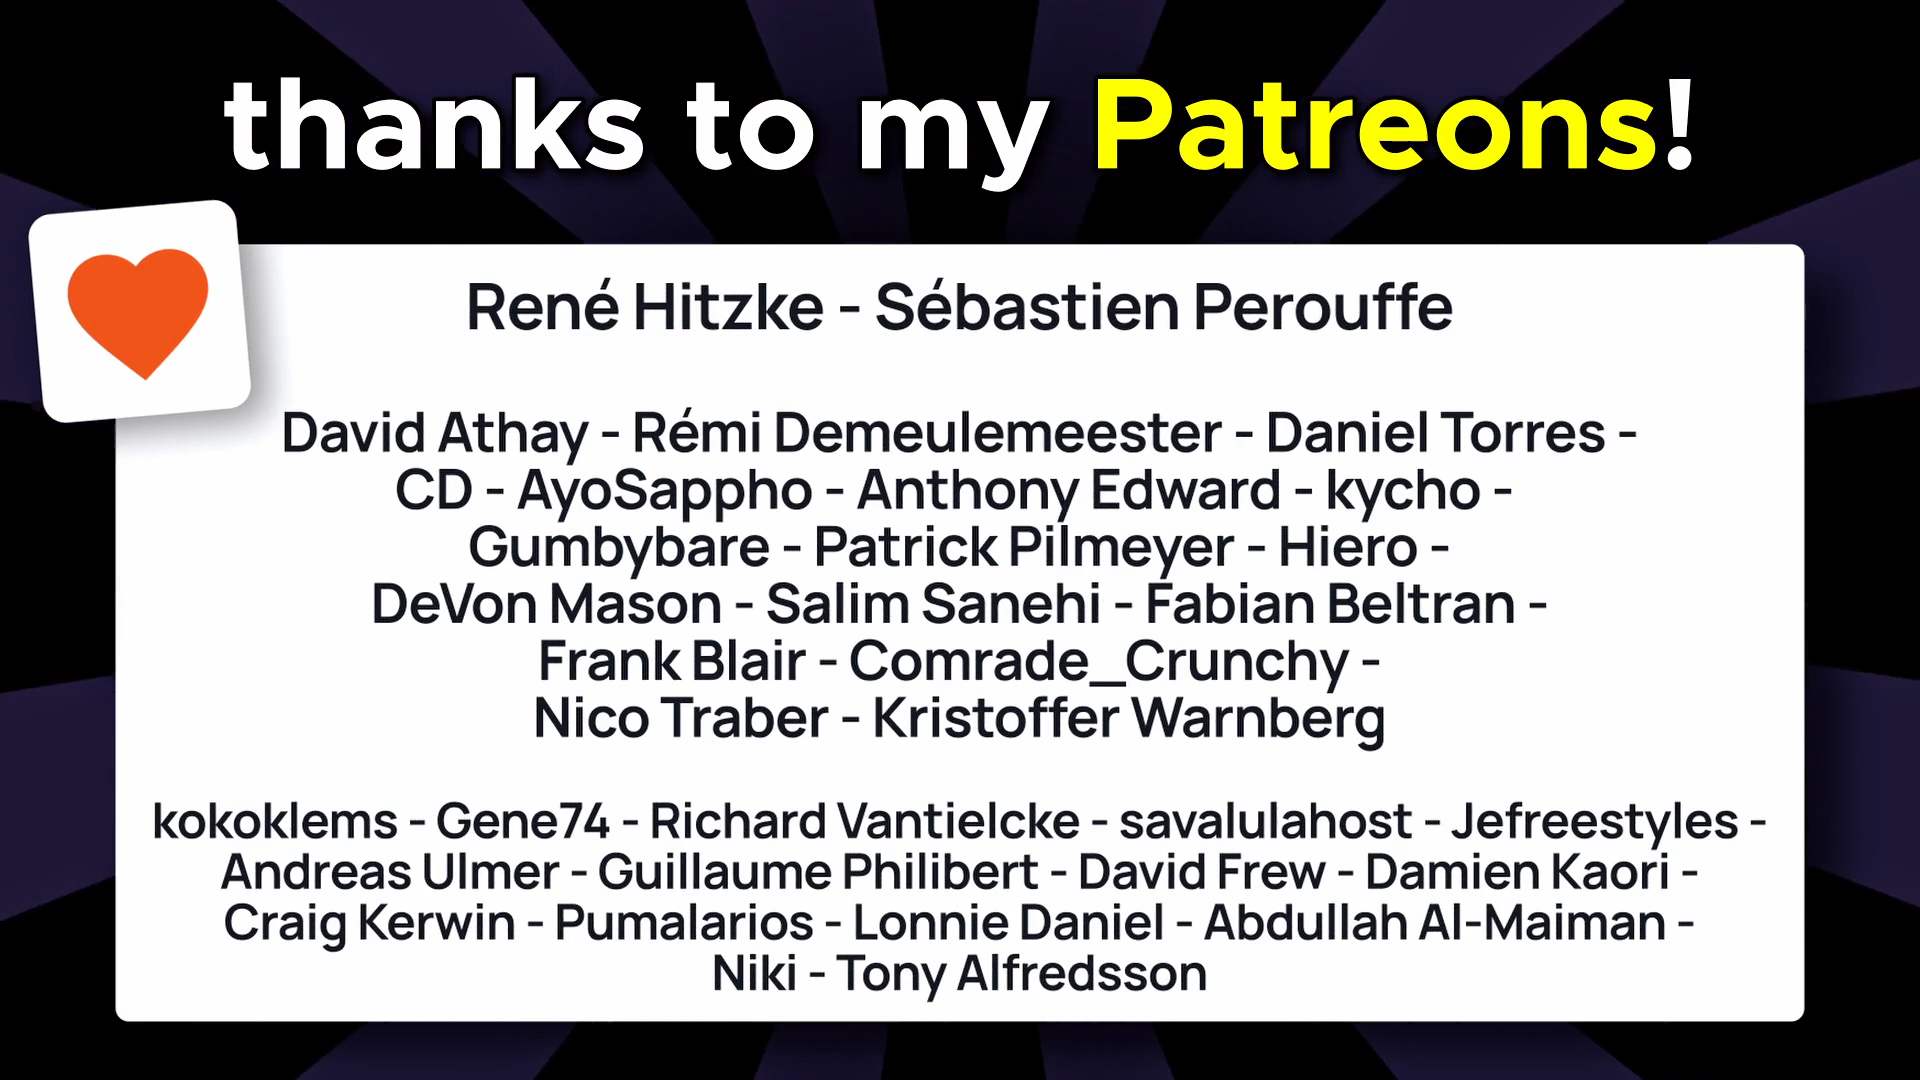 thanks to my Patreons!
René Hitzke - Sébastien Perouffe
David Athay - Rémi Demeulemeester - Daniel Torres -
CD - AyoSappho - Anthony Edward - kycho -
Gumbybare - Patrick Pilmeyer - Hiero -
DeVon Mason - Salim Sanehi - Fabian Beltran -
Frank Blair - Comrade_Crunchy -
Nico Traber - Kristoffer Warnberg
kokoklems - Gene74 - Richard Vantielcke - savalulahost - Jefreestyles -
Andreas Ulmer - Guillaume Philibert - David Frew - Damien Kaori -
Craig Kerwin - Pumalarios - Lonnie Daniel - Abdullah Al-Maiman -
Niki - Tony Alfredsson